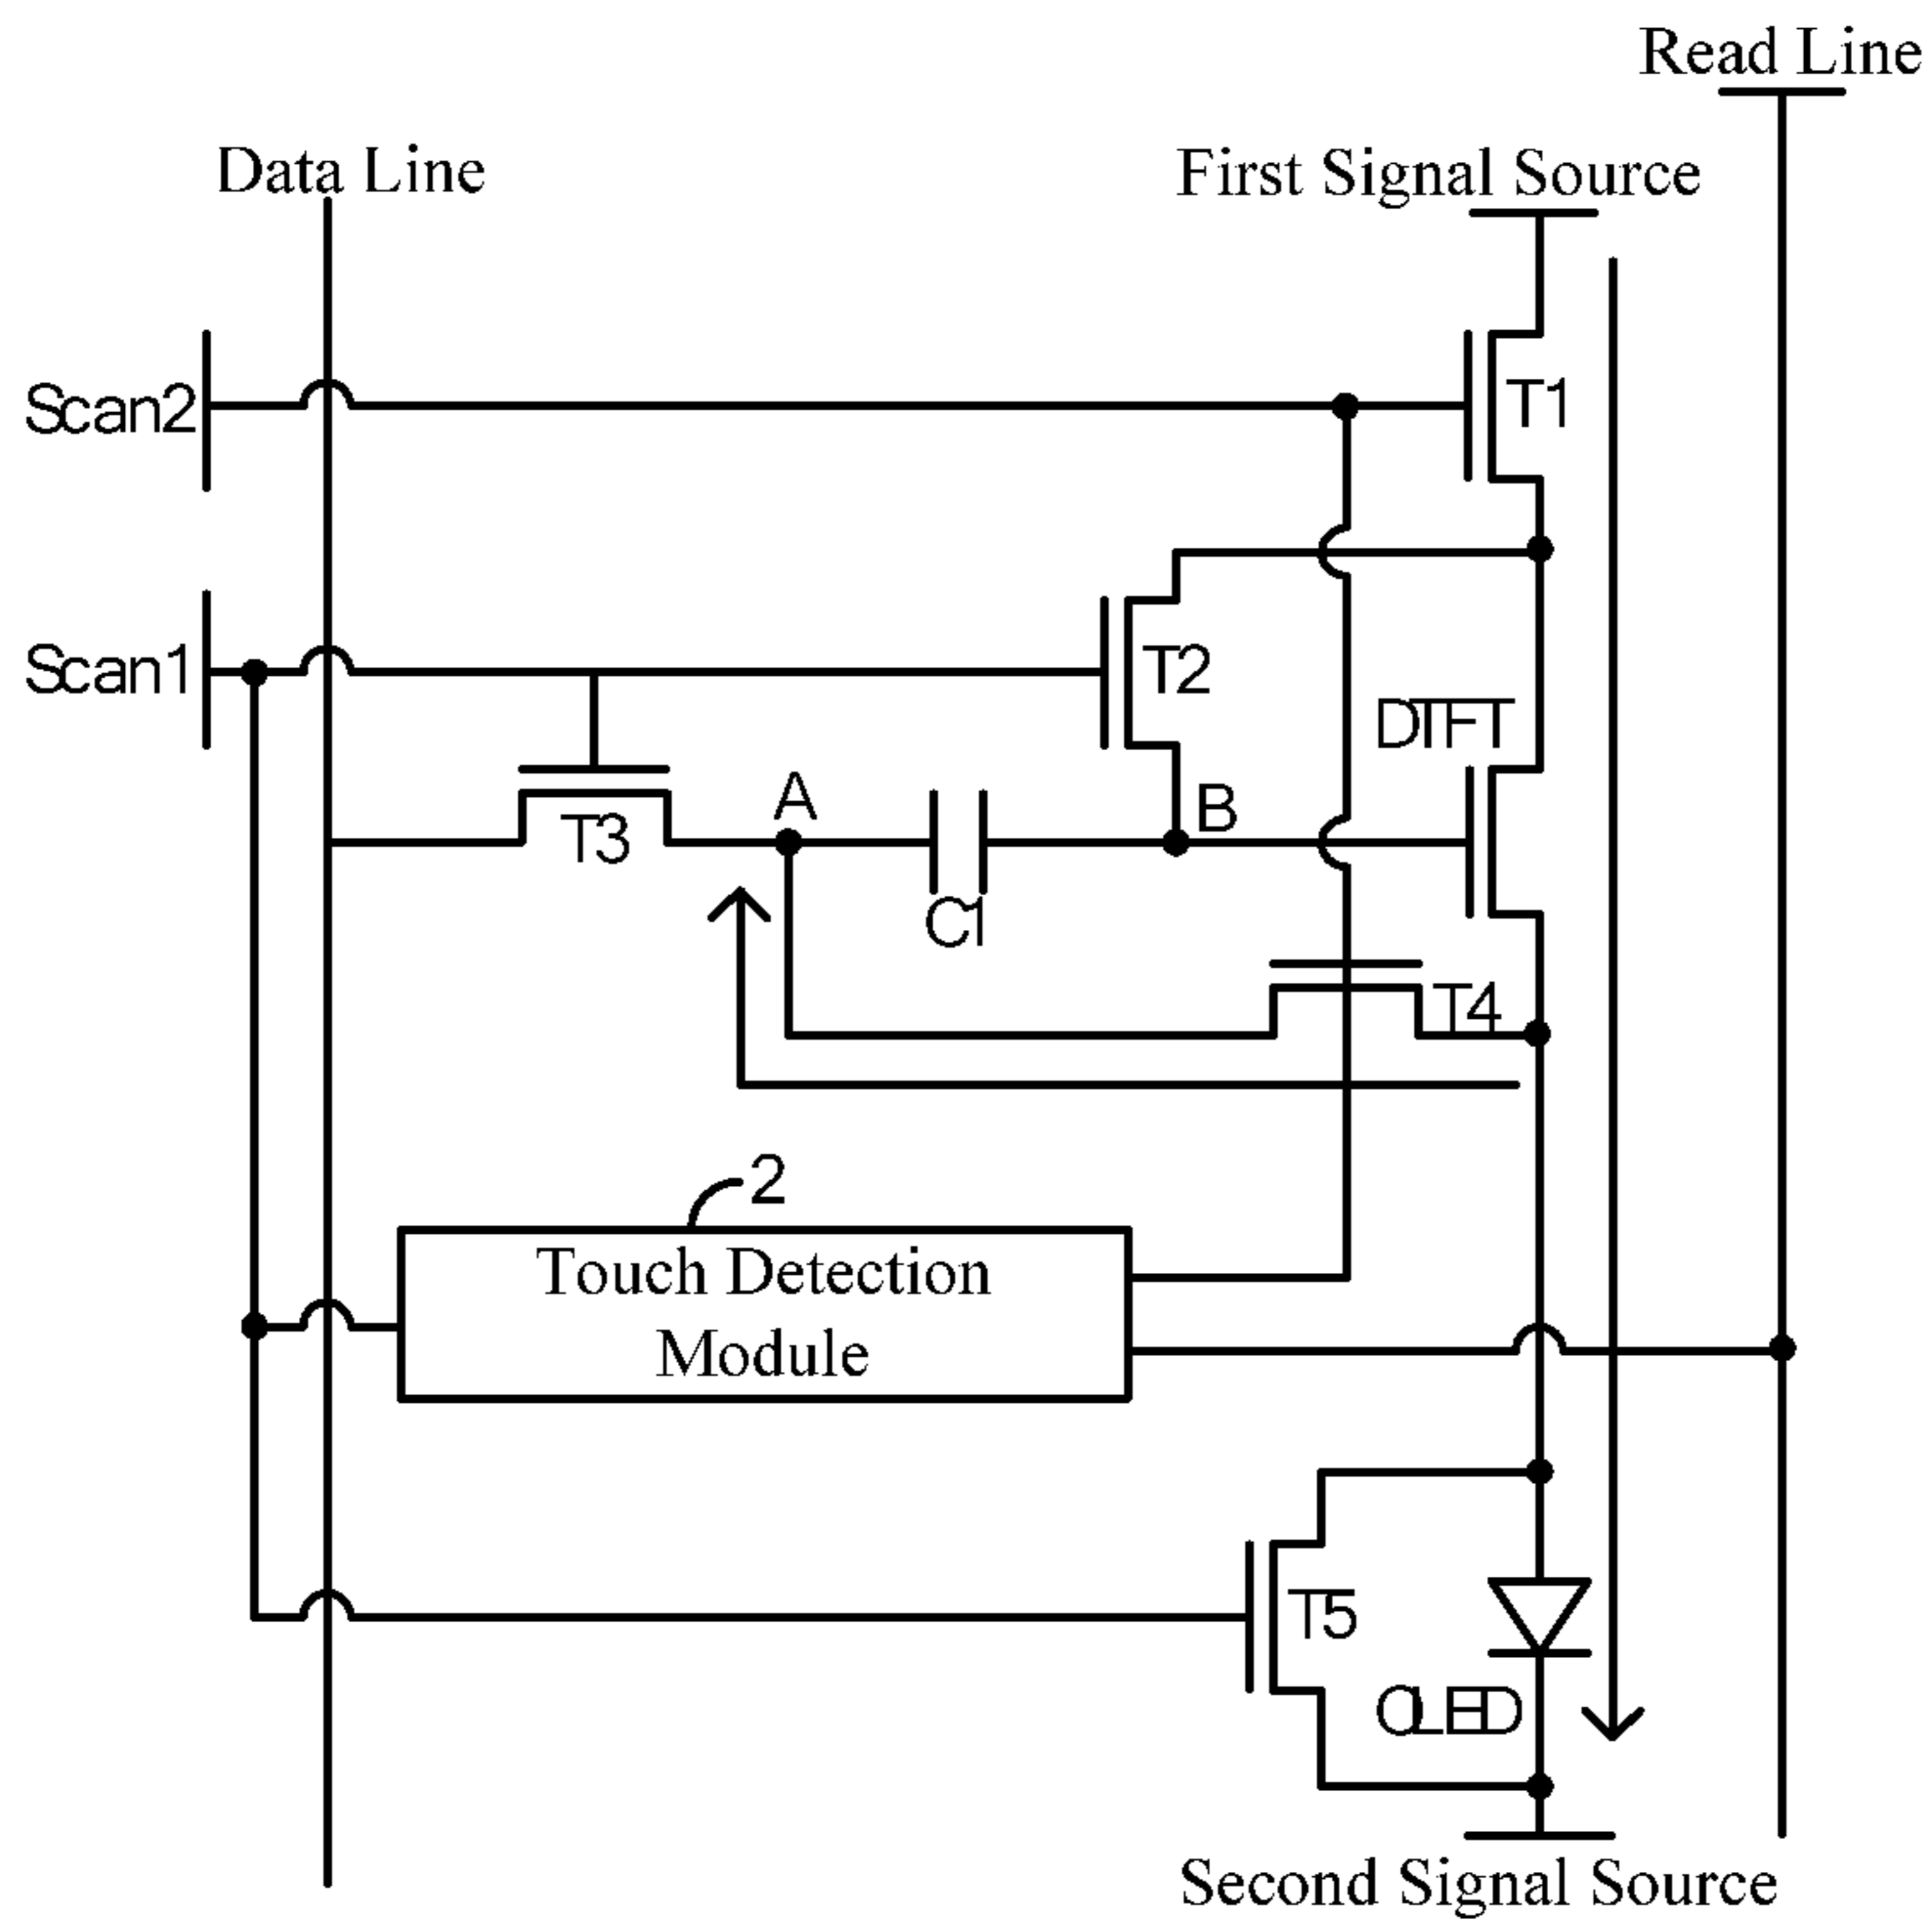 Read Line
Data Line
First Signal Source
Scan2
T1
Scan1
T2
DTFT
A
B
T3
C1
T4
2
Touch Detection
Module
T5
OLED
Second Signal Source